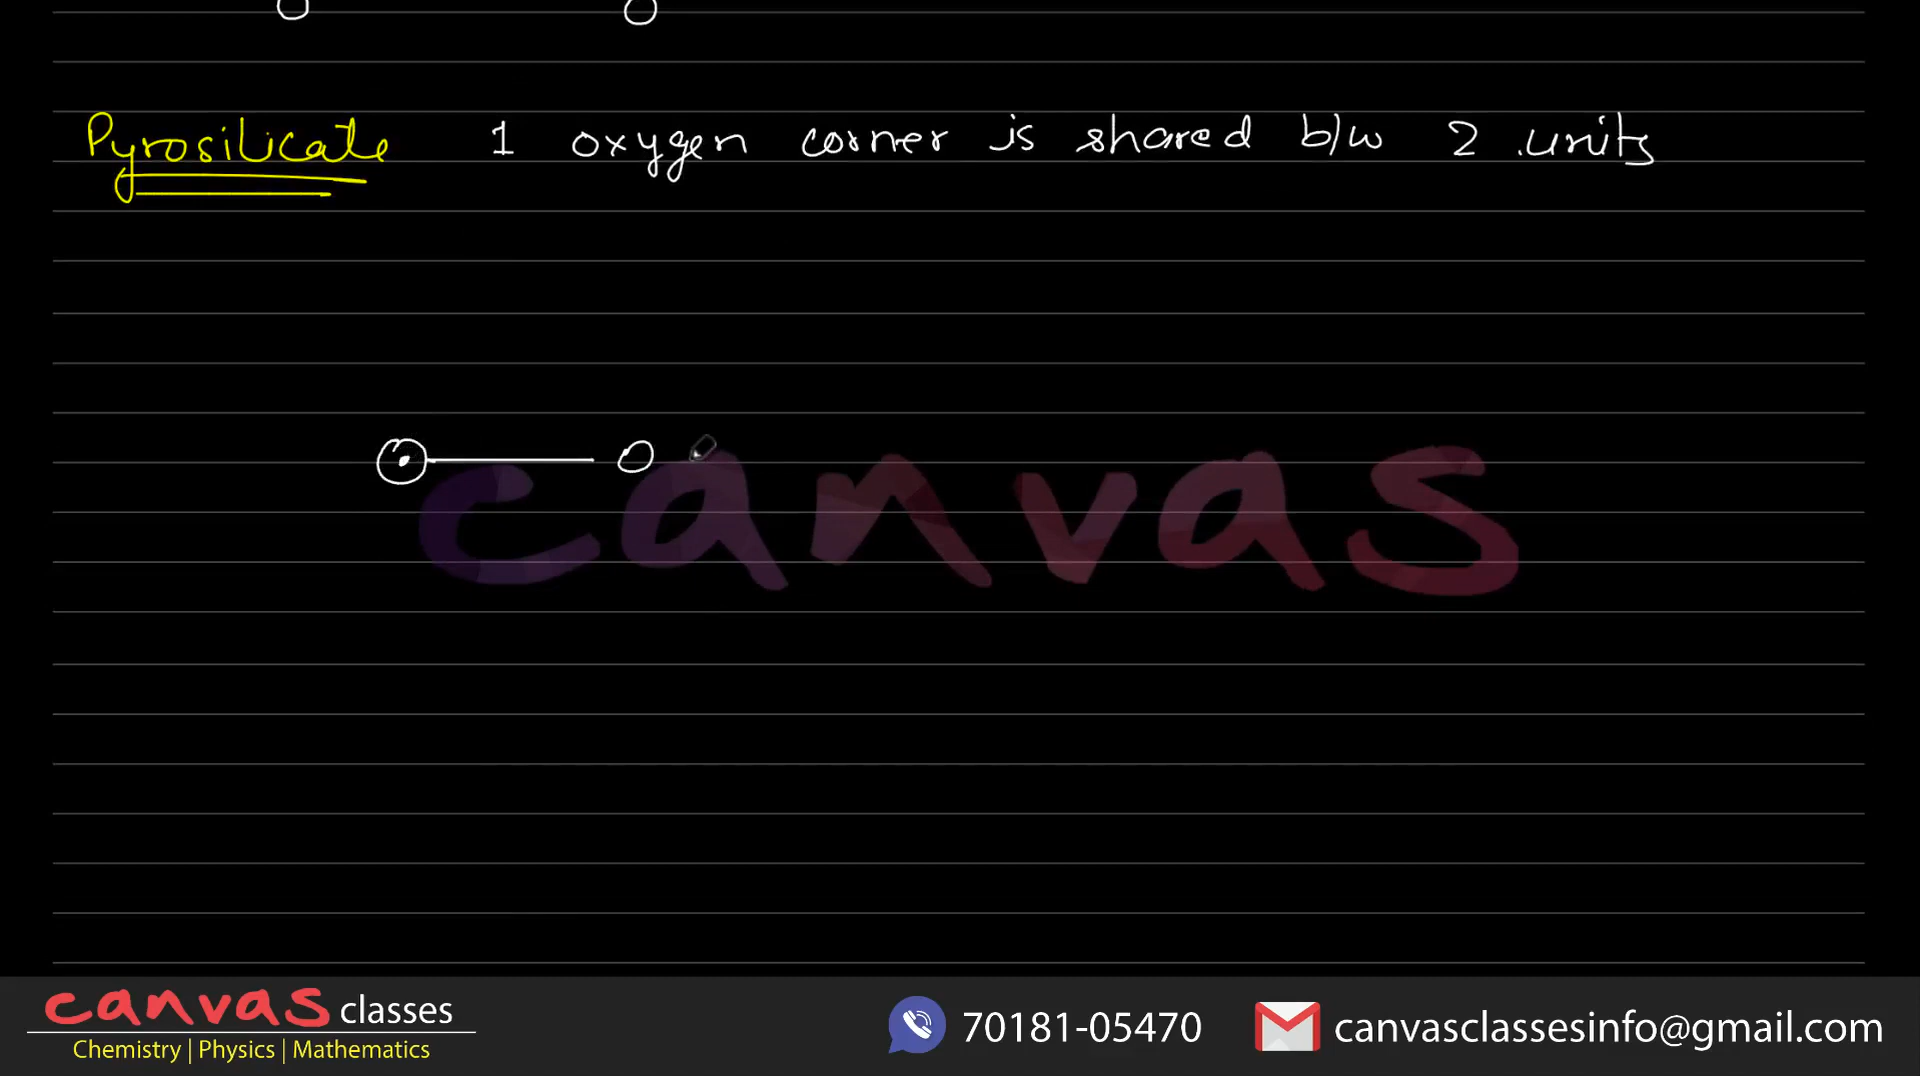 Pyrosilicate 1 oxygen corner is shared b/w 2 units
O
canvas
canvas classes
Chemistry | Physics | Mathematics
70181-05470
canvasclassesinfo@gmail.com